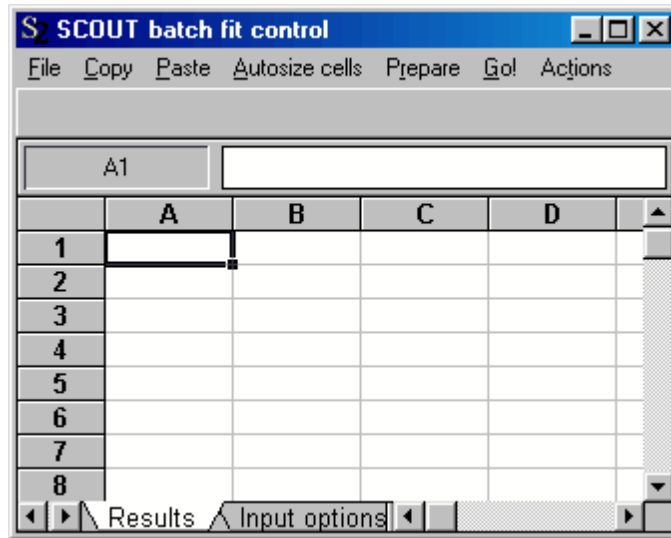 S2 SCOUT batch fit control
File Copy Paste Autosize cells Prepare Go! Actions
A1
A B C D
1
2
3
4
5
6
7
8
Results Input options